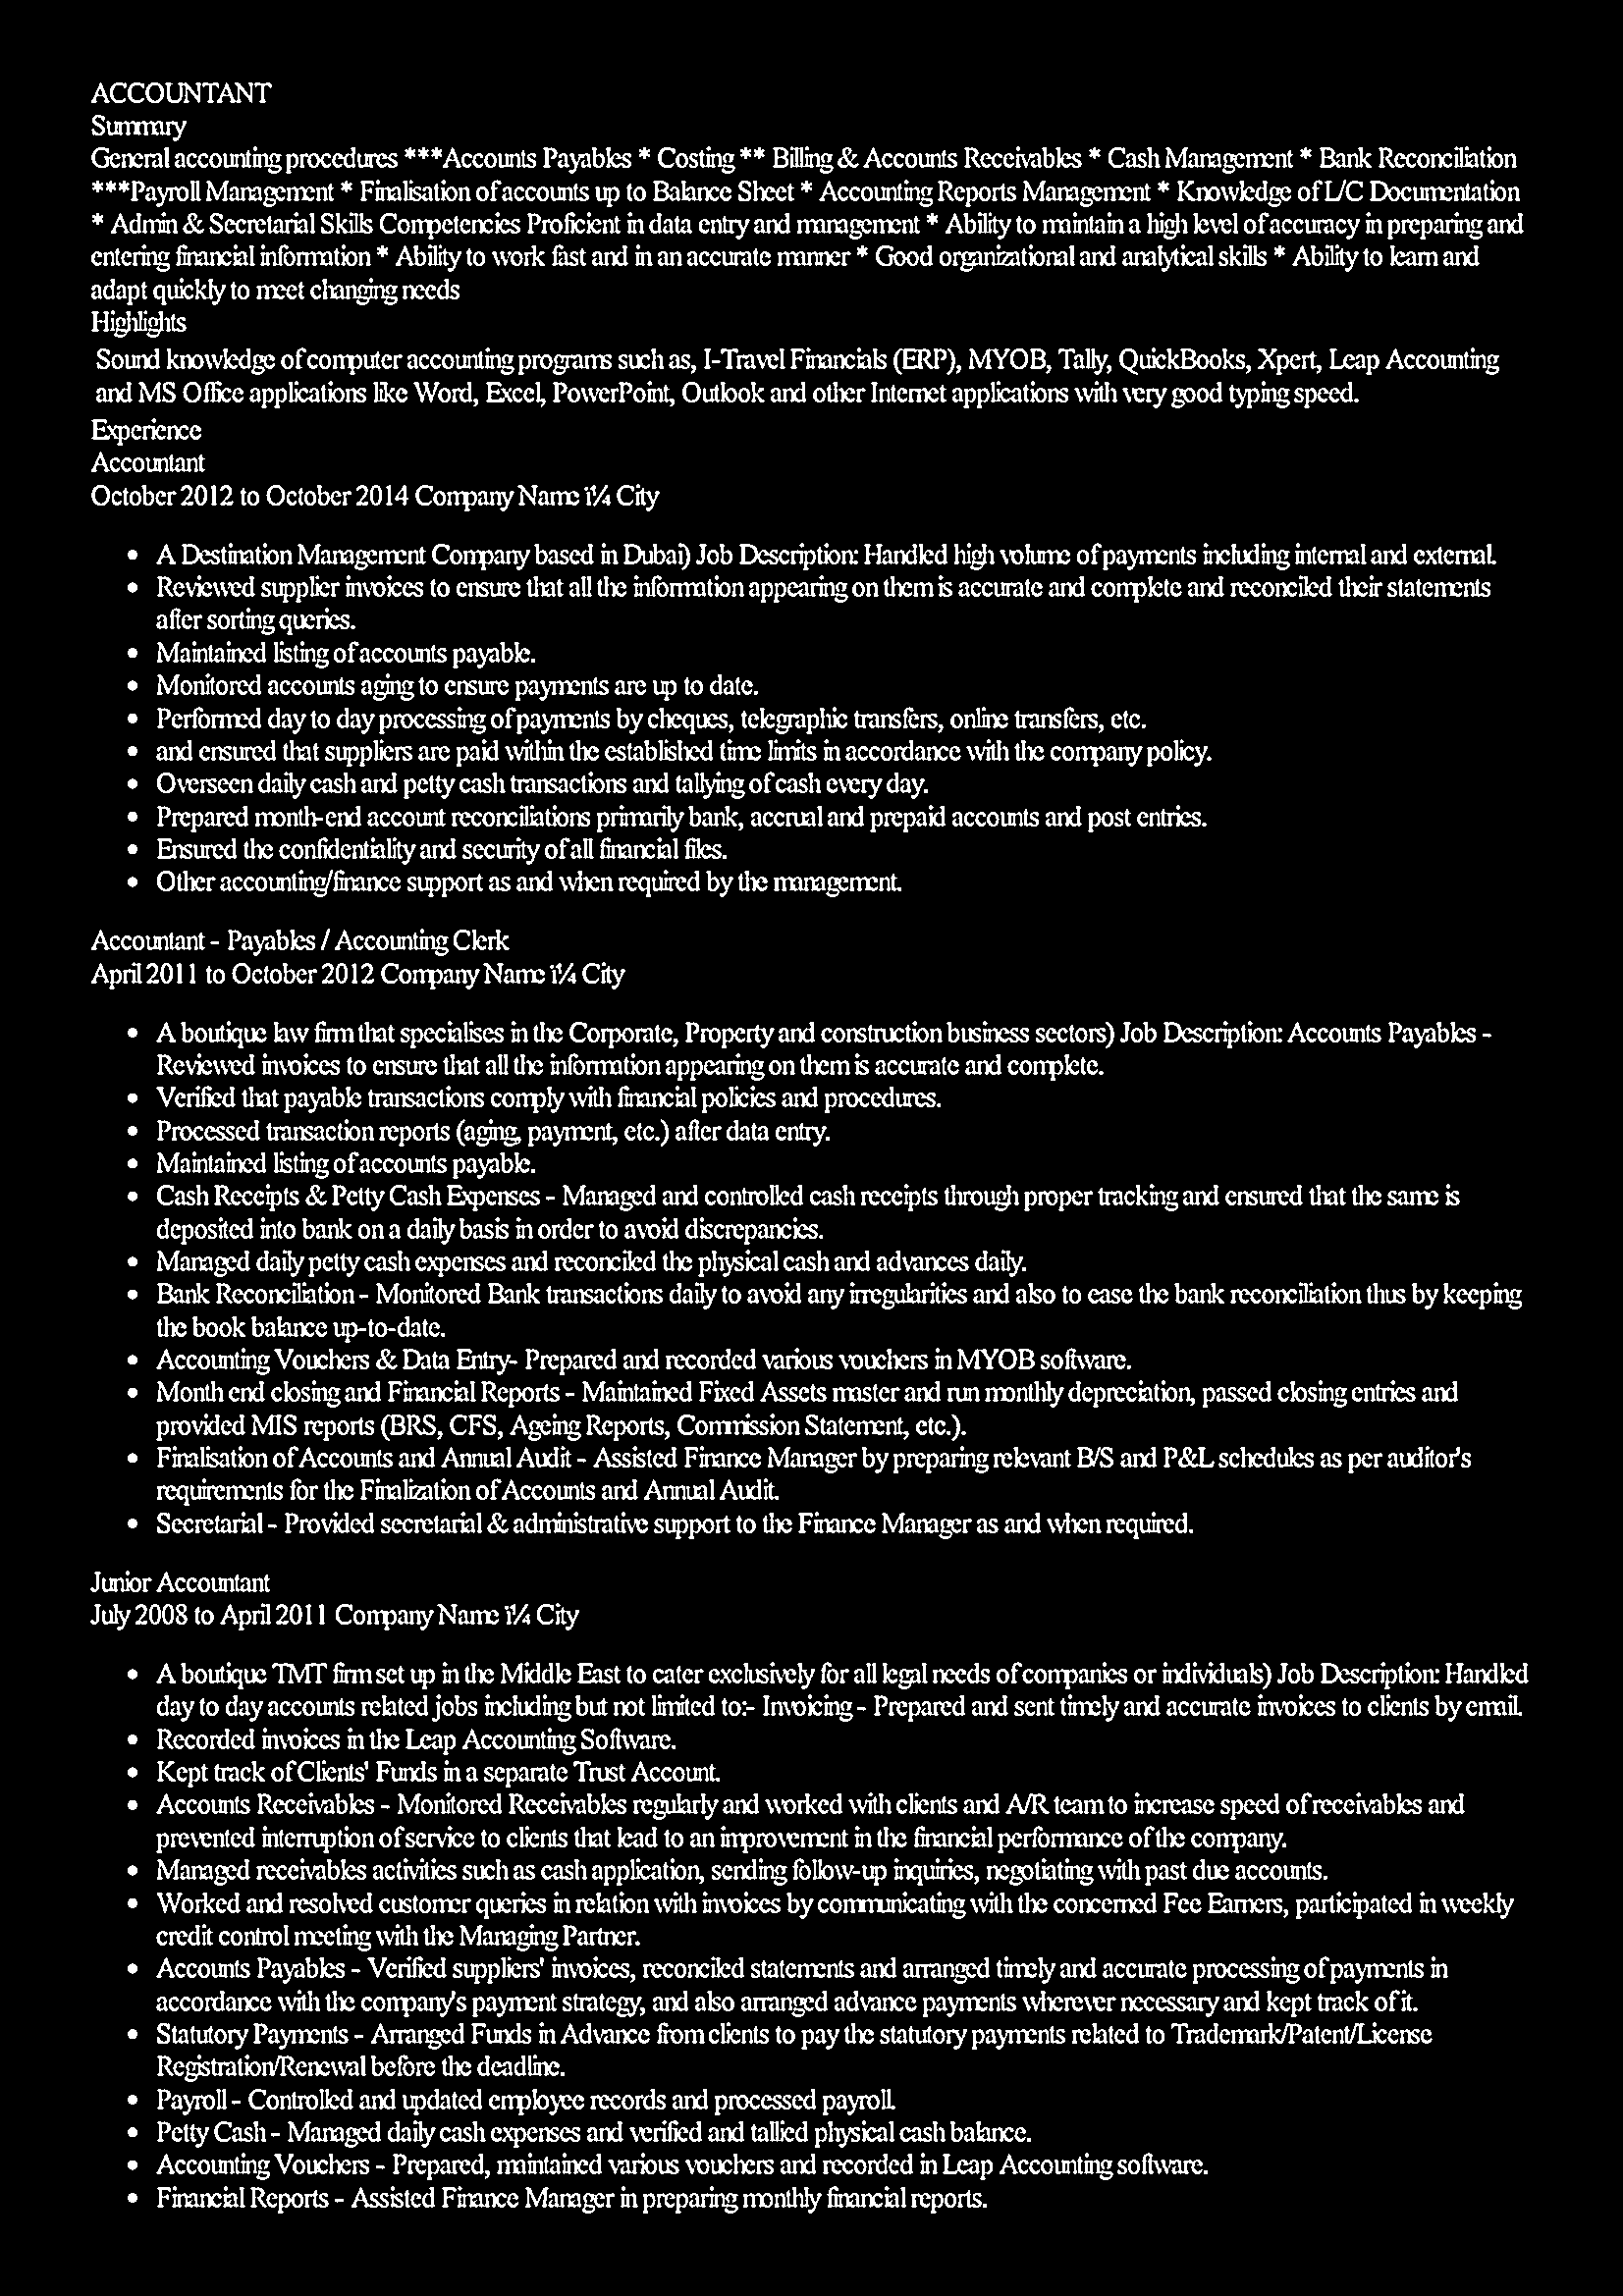 ACCOUNTANT
Summary
General accounting procedures ***Accounts Payables * Costing ** Billing & Accounts Receivables * Cash Management * Bank Reconciliation
***Payroll Management * Finalisation of accounts up to Balance Sheet * Accounting Reports Management * Knowledge of L/C Documentation
* Admin & Secretarial Skills Competencies Proficient in data entry and management * Ability to maintain a high level of accuracy in preparing and
entering financial information * Ability to work fast and in an accurate manner * Good organizational and analytical skills * Ability to learn and
adapt quickly to meet changing needs
Highlights
Sound knowledge of computer accounting programs such as, I-Travel Financials (ERP), MYOB, Tally, QuickBooks, Xpert, Leap Accounting
and MS Office applications like Word, Excel, PowerPoint, Outlook and other Internet applications with very good typing speed.
Experience
Accountant
October 2012 to October 2014 Company Name ï¼ City
• A Destination Management Company based in Dubai) Job Description: Handled high volume of payments including internal and external.
• Reviewed supplier invoices to ensure that all the information appearing on them is accurate and complete and reconciled their statements
after sorting queries.
• Maintained listing of accounts payable.
• Monitored accounts aging to ensure payments are up to date.
• Performed day to day processing of payments by cheques, telegraphic transfers, online transfers, etc.
• and ensured that suppliers are paid within the established time limits in accordance with the company policy.
• Overseen daily cash and petty cash transactions and tallying of cash every day.
• Prepared month-end account reconciliations primarily bank, accrual and prepaid accounts and post entries.
• Ensured the confidentiality and security of all financial files.
• Other accounting/finance support as and when required by the management.
Accountant - Payables / Accounting Clerk
April 2011 to October 2012 Company Name ï¼ City
• A boutique law firm that specialises in the Corporate, Property and construction business sectors) Job Description: Accounts Payables -
Reviewed invoices to ensure that all the information appearing on them is accurate and complete.
• Verified that payable transactions comply with financial policies and procedures.
• Processed transaction reports (aging, payment, etc.) after data entry.
• Maintained listing of accounts payable.
• Cash Receipts & Petty Cash Expenses - Managed and controlled cash receipts through proper tracking and ensured that the same is
deposited into bank on a daily basis in order to avoid discrepancies.
• Managed daily petty cash expenses and reconciled the physical cash and advances daily.
• Bank Reconciliation - Monitored Bank transactions daily to avoid any irregularities and also to ease the bank reconciliation thus by keeping
the book balance up-to-date.
• Accounting Vouchers & Data Entry- Prepared and recorded various vouchers in MYOB software.
• Month end closing and Financial Reports - Maintained Fixed Assets master and run monthly depreciation, passed closing entries and
provided MIS reports (BRS, CFS, Ageing Reports, Commission Statement, etc.).
• Finalisation of Accounts and Annual Audit - Assisted Finance Manager by preparing relevant B/S and P&L schedules as per auditor's
requirements for the Finalization of Accounts and Annual Audit.
• Secretarial - Provided secretarial & administrative support to the Finance Manager as and when required.
Junior Accountant
July 2008 to April 2011 Company Name ï¼ City
• A boutique TMT firm set up in the Middle East to cater exclusively for all legal needs of companies or individuals) Job Description: Handled
day to day accounts related jobs including but not limited to:- Invoicing - Prepared and sent timely and accurate invoices to clients by email.
• Recorded invoices in the Leap Accounting Software.
• Kept track of Clients' Funds in a separate Trust Account.
• Accounts Receivables - Monitored Receivables regularly and worked with clients and A/R team to increase speed of receivables and
prevented interruption of service to clients that lead to an improvement in the financial performance of the company.
• Managed receivables activities such as cash application, sending follow-up inquiries, negotiating with past due accounts.
• Worked and resolved customer queries in relation with invoices by communicating with the concerned Fee Earners, participated in weekly
credit control meeting with the Managing Partner.
• Accounts Payables - Verified suppliers' invoices, reconciled statements and arranged timely and accurate processing of payments in
accordance with the company's payment strategy, and also arranged advance payments wherever necessary and kept track of it.
• Statutory Payments - Arranged Funds in Advance from clients to pay the statutory payments related to Trademark/Patent/License
Registration/Renewal before the deadline.
• Payroll - Controlled and updated employee records and processed payroll.
• Petty Cash - Managed daily cash expenses and verified and tallied physical cash balance.
• Accounting Vouchers - Prepared, maintained various vouchers and recorded in Leap Accounting software.
• Financial Reports - Assisted Finance Manager in preparing monthly financial reports.